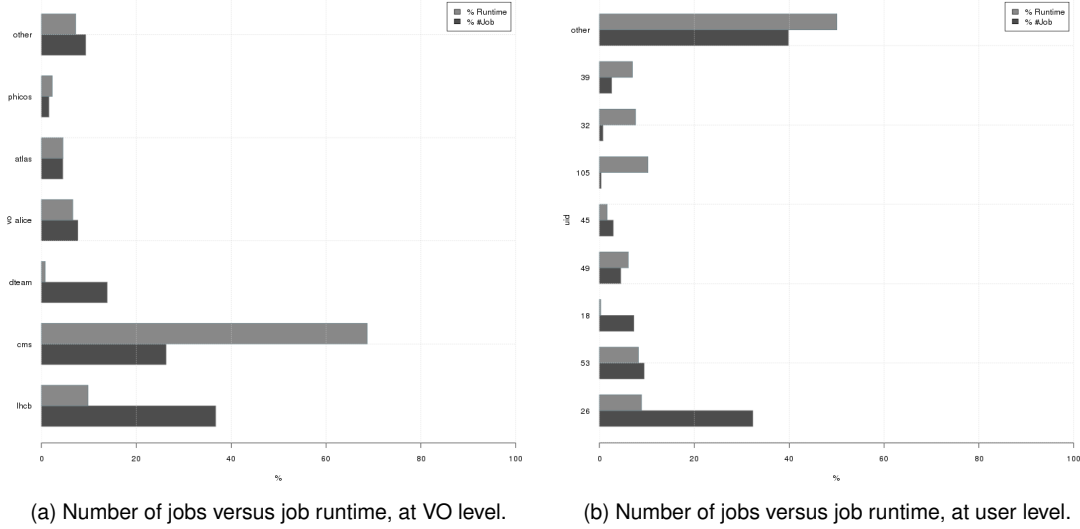 % Runtime
% #Job
other
phicos
atlas
vo
alice
dteam
cms
lhcb
0 20 40 60 80 100
%
(a) Number of jobs versus job runtime, at VO level.
% Runtime
% #Job
other
39
32
105
uid
45
49
18
53
26
0 20 40 60 80 100
%
(b) Number of jobs versus job runtime, at user level.